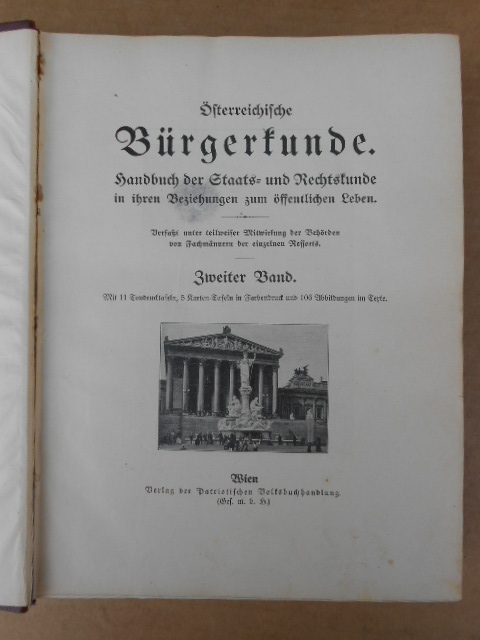 Österreichische
Bürgerkunde.
Handbuch der Staats- und Rechtskunde
in ihren Beziehungen zum öffentlichen Leben.
Verfaßt unter teilweiser Mitwirkung der Behörden
von Fachmännern der einzelnen Ressorts.
Zweiter Band.
Mit 11 Tondrucktafeln, 5 Karten-Tafeln in Farbendruck und 106 Abbildungen im Texte.
Wien
Verlag der Patriotischen Volksbuchhandlung.
(Ges. m. b. H.)